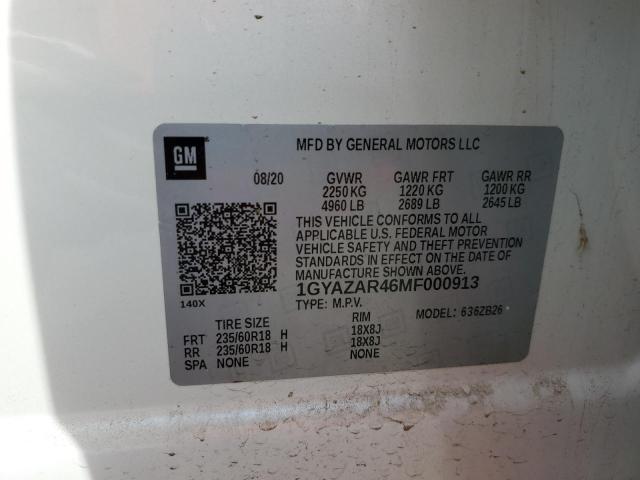 GM
MFD BY GENERAL MOTORS LLC
08/20 GVWR GAWR FRT GAWR RR
2250 KG 1220 KG 1200 KG
4960 LB 2689 LB 2645 LB
THIS VEHICLE CONFORMS TO ALL
APPLICABLE U.S. FEDERAL MOTOR
VEHICLE SAFETY AND THEFT PREVENTION
STANDARDS IN EFFECT ON THE DATE OF
MANUFACTURE SHOWN ABOVE.
1GYAZAR46MF000913
140X
TYPE: M.P.V. MODEL: 636ZB26
TIRE SIZE RIM
FRT 235/60R18 H 18X8J
RR 235/60R18 H 18X8J
SPA NONE NONE